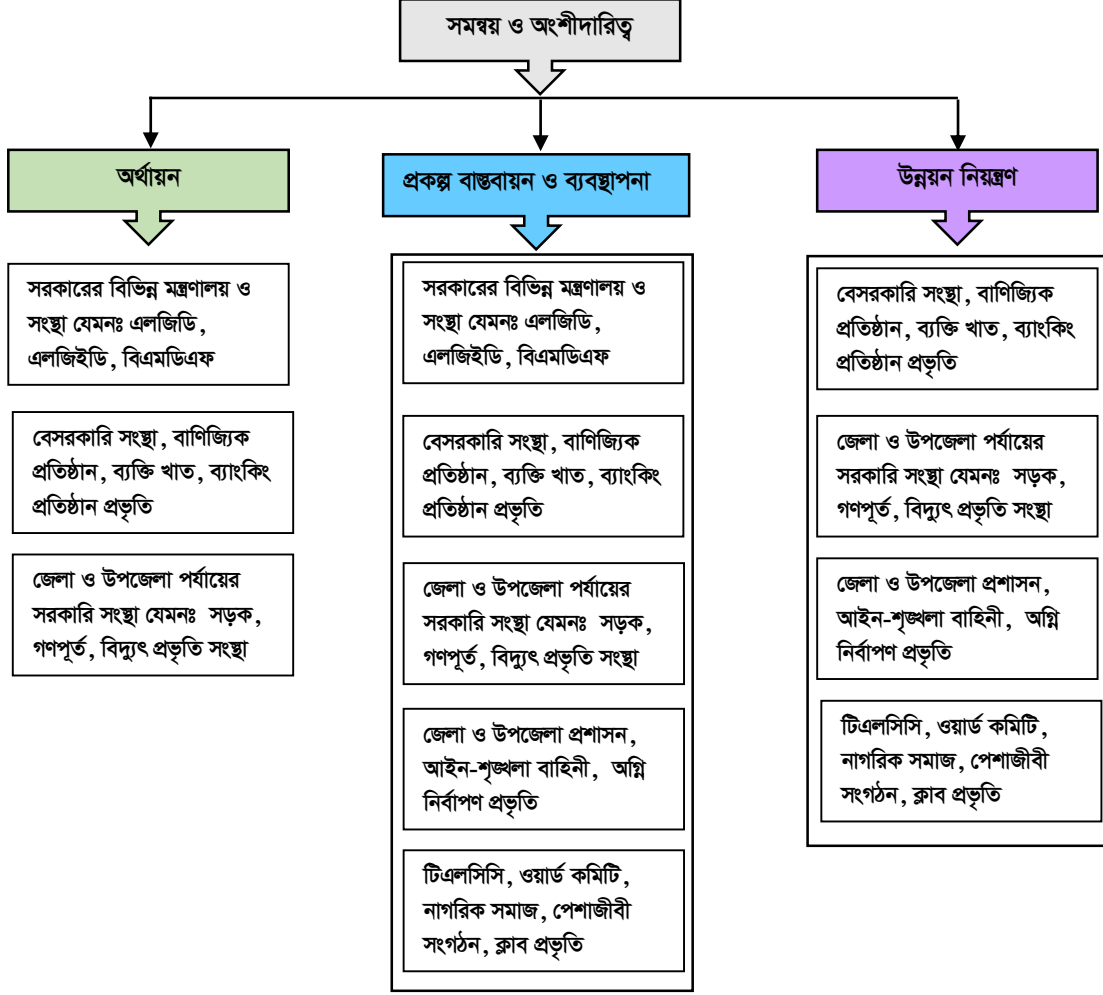 সমন্বয় ও অংশীদারিত্ব
অর্থায়ন
সরকারের বিভিন্ন মন্ত্রণালয় ও
সংস্থা যেমনঃ এলজিডি,
এলজিইডি, বিএমডিএফ
বেসরকারি সংস্থা, বাণিজ্যিক
প্রতিষ্ঠান, ব্যক্তি খাত, ব্যাংকিং
প্রতিষ্ঠান প্রভৃতি
জেলা ও উপজেলা পর্যায়ের
সরকারি সংস্থা যেমনঃ সড়ক,
গণপূর্ত, বিদ্যুৎ প্রভৃতি সংস্থা
প্রকল্প বাস্তবায়ন ও ব্যবস্থাপনা
সরকারের বিভিন্ন মন্ত্রণালয় ও
সংস্থা যেমনঃ এলজিডি,
এলজিইডি, বিএমডিএফ
বেসরকারি সংস্থা, বাণিজ্যিক
প্রতিষ্ঠান, ব্যক্তি খাত, ব্যাংকিং
প্রতিষ্ঠান প্রভৃতি
জেলা ও উপজেলা পর্যায়ের
সরকারি সংস্থা যেমনঃ সড়ক,
গণপূর্ত, বিদ্যুৎ প্রভৃতি সংস্থা
জেলা ও উপজেলা প্রশাসন,
আইন-শৃঙ্খলা বাহিনী, অগ্নি
নির্বাপণ প্রভৃতি
টিএলসিসি, ওয়ার্ড কমিটি,
নাগরিক সমাজ, পেশাজীবী
সংগঠন, ক্লাব প্রভৃতি
উন্নয়ন নিয়ন্ত্রণ
বেসরকারি সংস্থা, বাণিজ্যিক
প্রতিষ্ঠান, ব্যক্তি খাত, ব্যাংকিং
প্রতিষ্ঠান প্রভৃতি
জেলা ও উপজেলা পর্যায়ের
সরকারি সংস্থা যেমনঃ সড়ক,
গণপূর্ত, বিদ্যুৎ প্রভৃতি সংস্থা
জেলা ও উপজেলা প্রশাসন,
আইন-শৃঙ্খলা বাহিনী, অগ্নি
নির্বাপণ প্রভৃতি
টিএলসিসি, ওয়ার্ড কমিটি,
নাগরিক সমাজ, পেশাজীবী
সংগঠন, ক্লাব প্রভৃতি